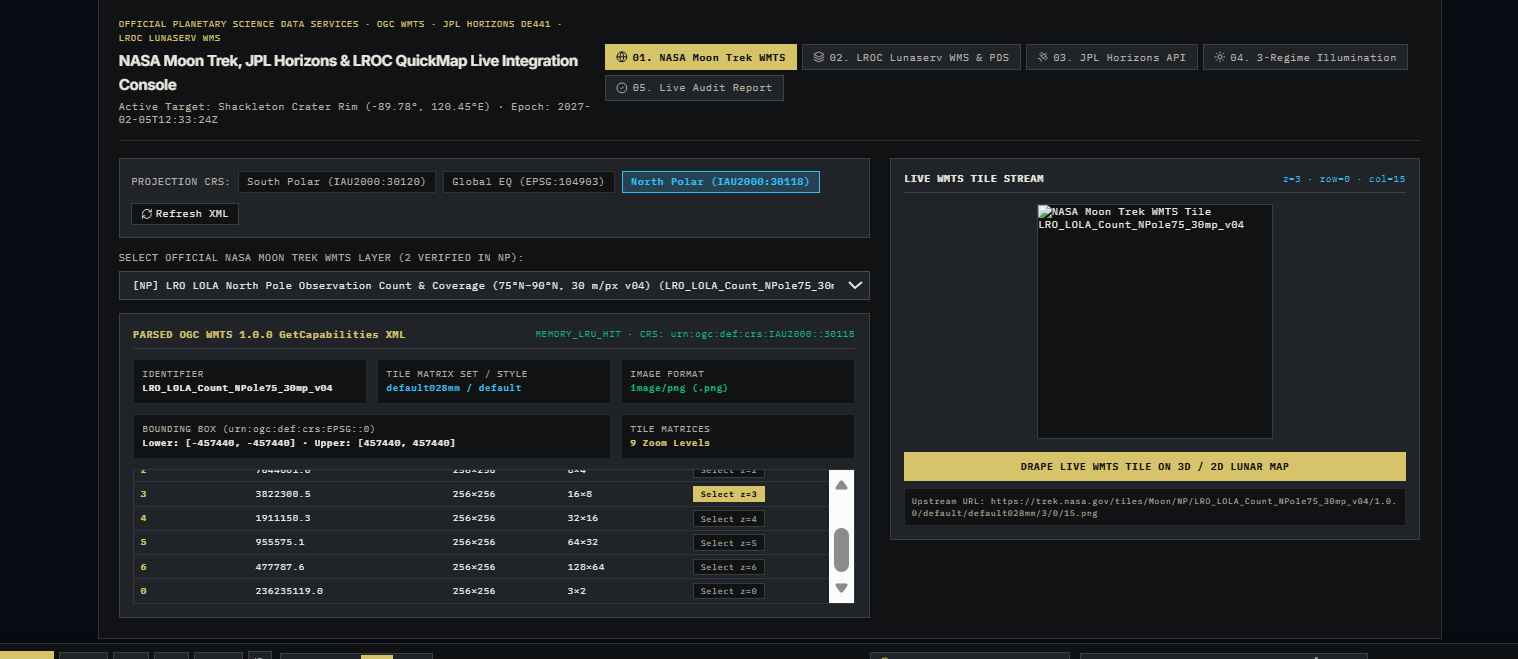 OFFICIAL PLANETARY SCIENCE DATA SERVICES · OGC WMTS · JPL HORIZONS DE441 ·
LROC LUNASERV WMS
NASA Moon Trek, JPL Horizons & LROC QuickMap Live Integration
Console
Active Target: Shackleton Crater Rim (-89.78°, 120.45°E) · Epoch: 2027-
02-05T12:33:24Z
01. NASA Moon Trek WMTS
02. LROC Lunaserv WMS & PDS
03. JPL Horizons API
04. 3-Regime Illumination
05. Live Audit Report
PROJECTION CRS:
South Polar (IAU2000:30120)
Global EQ (EPSG:104903)
North Polar (IAU2000:30118)
Refresh XML
SELECT OFFICIAL NASA MOON TREK WMTS LAYER (2 VERIFIED IN NP):
[NP] LRO LOLA North Pole Observation Count & Coverage (75°N–90°N, 30 m/px v04) (LRO_LOLA_Count_NPole75_30m
PARSED OGC WMTS 1.0.0 GetCapabilities XML
MEMORY_LRU_HIT · CRS: urn:ogc:def:crs:IAU2000::30118
IDENTIFIER
LRO_LOLA_Count_NPole75_30mp_v04
TILE MATRIX SET / STYLE
default028mm / default
IMAGE FORMAT
image/png (.png)
BOUNDING BOX (urn:ogc:def:crs:EPSG::0)
Lower: [-457440, -457440] · Upper: [457440, 457440]
TILE MATRICES
9 Zoom Levels
2 7644601.0 256×256 8×4 Select z=2
3 3822300.5 256×256 16×8 Select z=3
4 1911150.3 256×256 32×16 Select z=4
5 955575.1 256×256 64×32 Select z=5
6 477787.6 256×256 128×64 Select z=6
0 236235119.0 256×256 3×2 Select z=0
LIVE WMTS TILE STREAM
z=3 · row=0 · col=15
NASA Moon Trek WMTS Tile
LRO_LOLA_Count_NPole75_30mp_v04
DRAPE LIVE WMTS TILE ON 3D / 2D LUNAR MAP
Upstream URL: https://trek.nasa.gov/tiles/Moon/NP/LRO_LOLA_Count_NPole75_30mp_v04/1.0.
0/default/default028mm/3/0/15.png